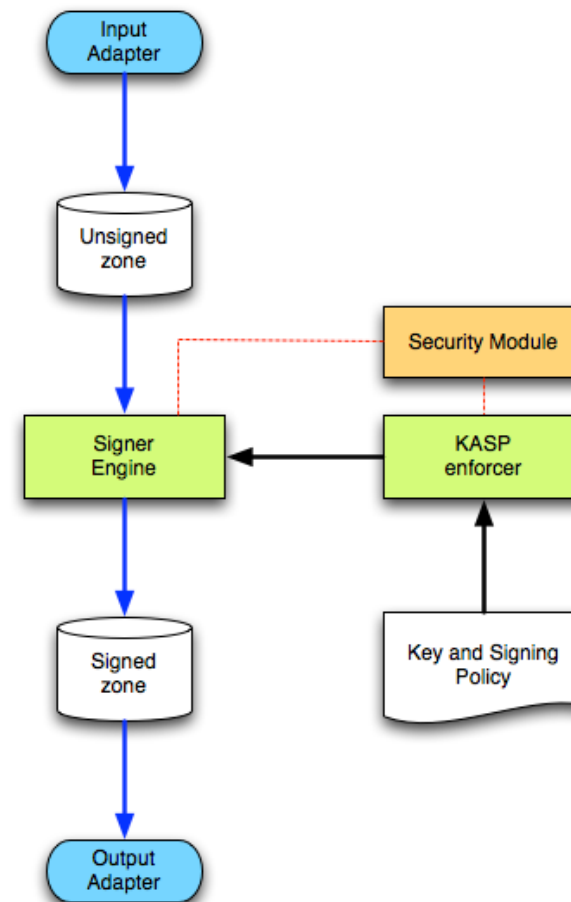 Input
Adapter
Unsigned
zone
Security Module
Signer
Engine
KASP
enforcer
Signed
zone
Key and Signing
Policy
Output
Adapter